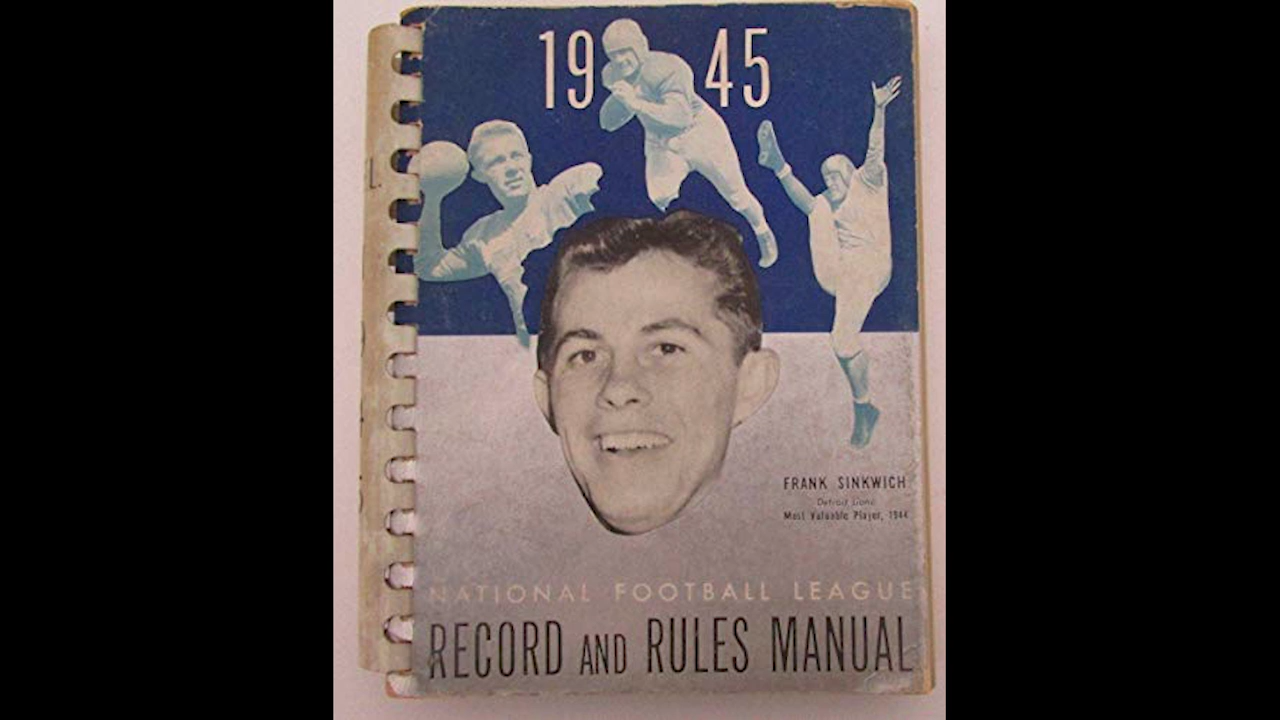 1945
FRANK SINKWICH
Detroit Lions
Most Valuable Player, 1944
NATIONAL FOOTBALL LEAGUE
RECORD AND RULES MANUAL